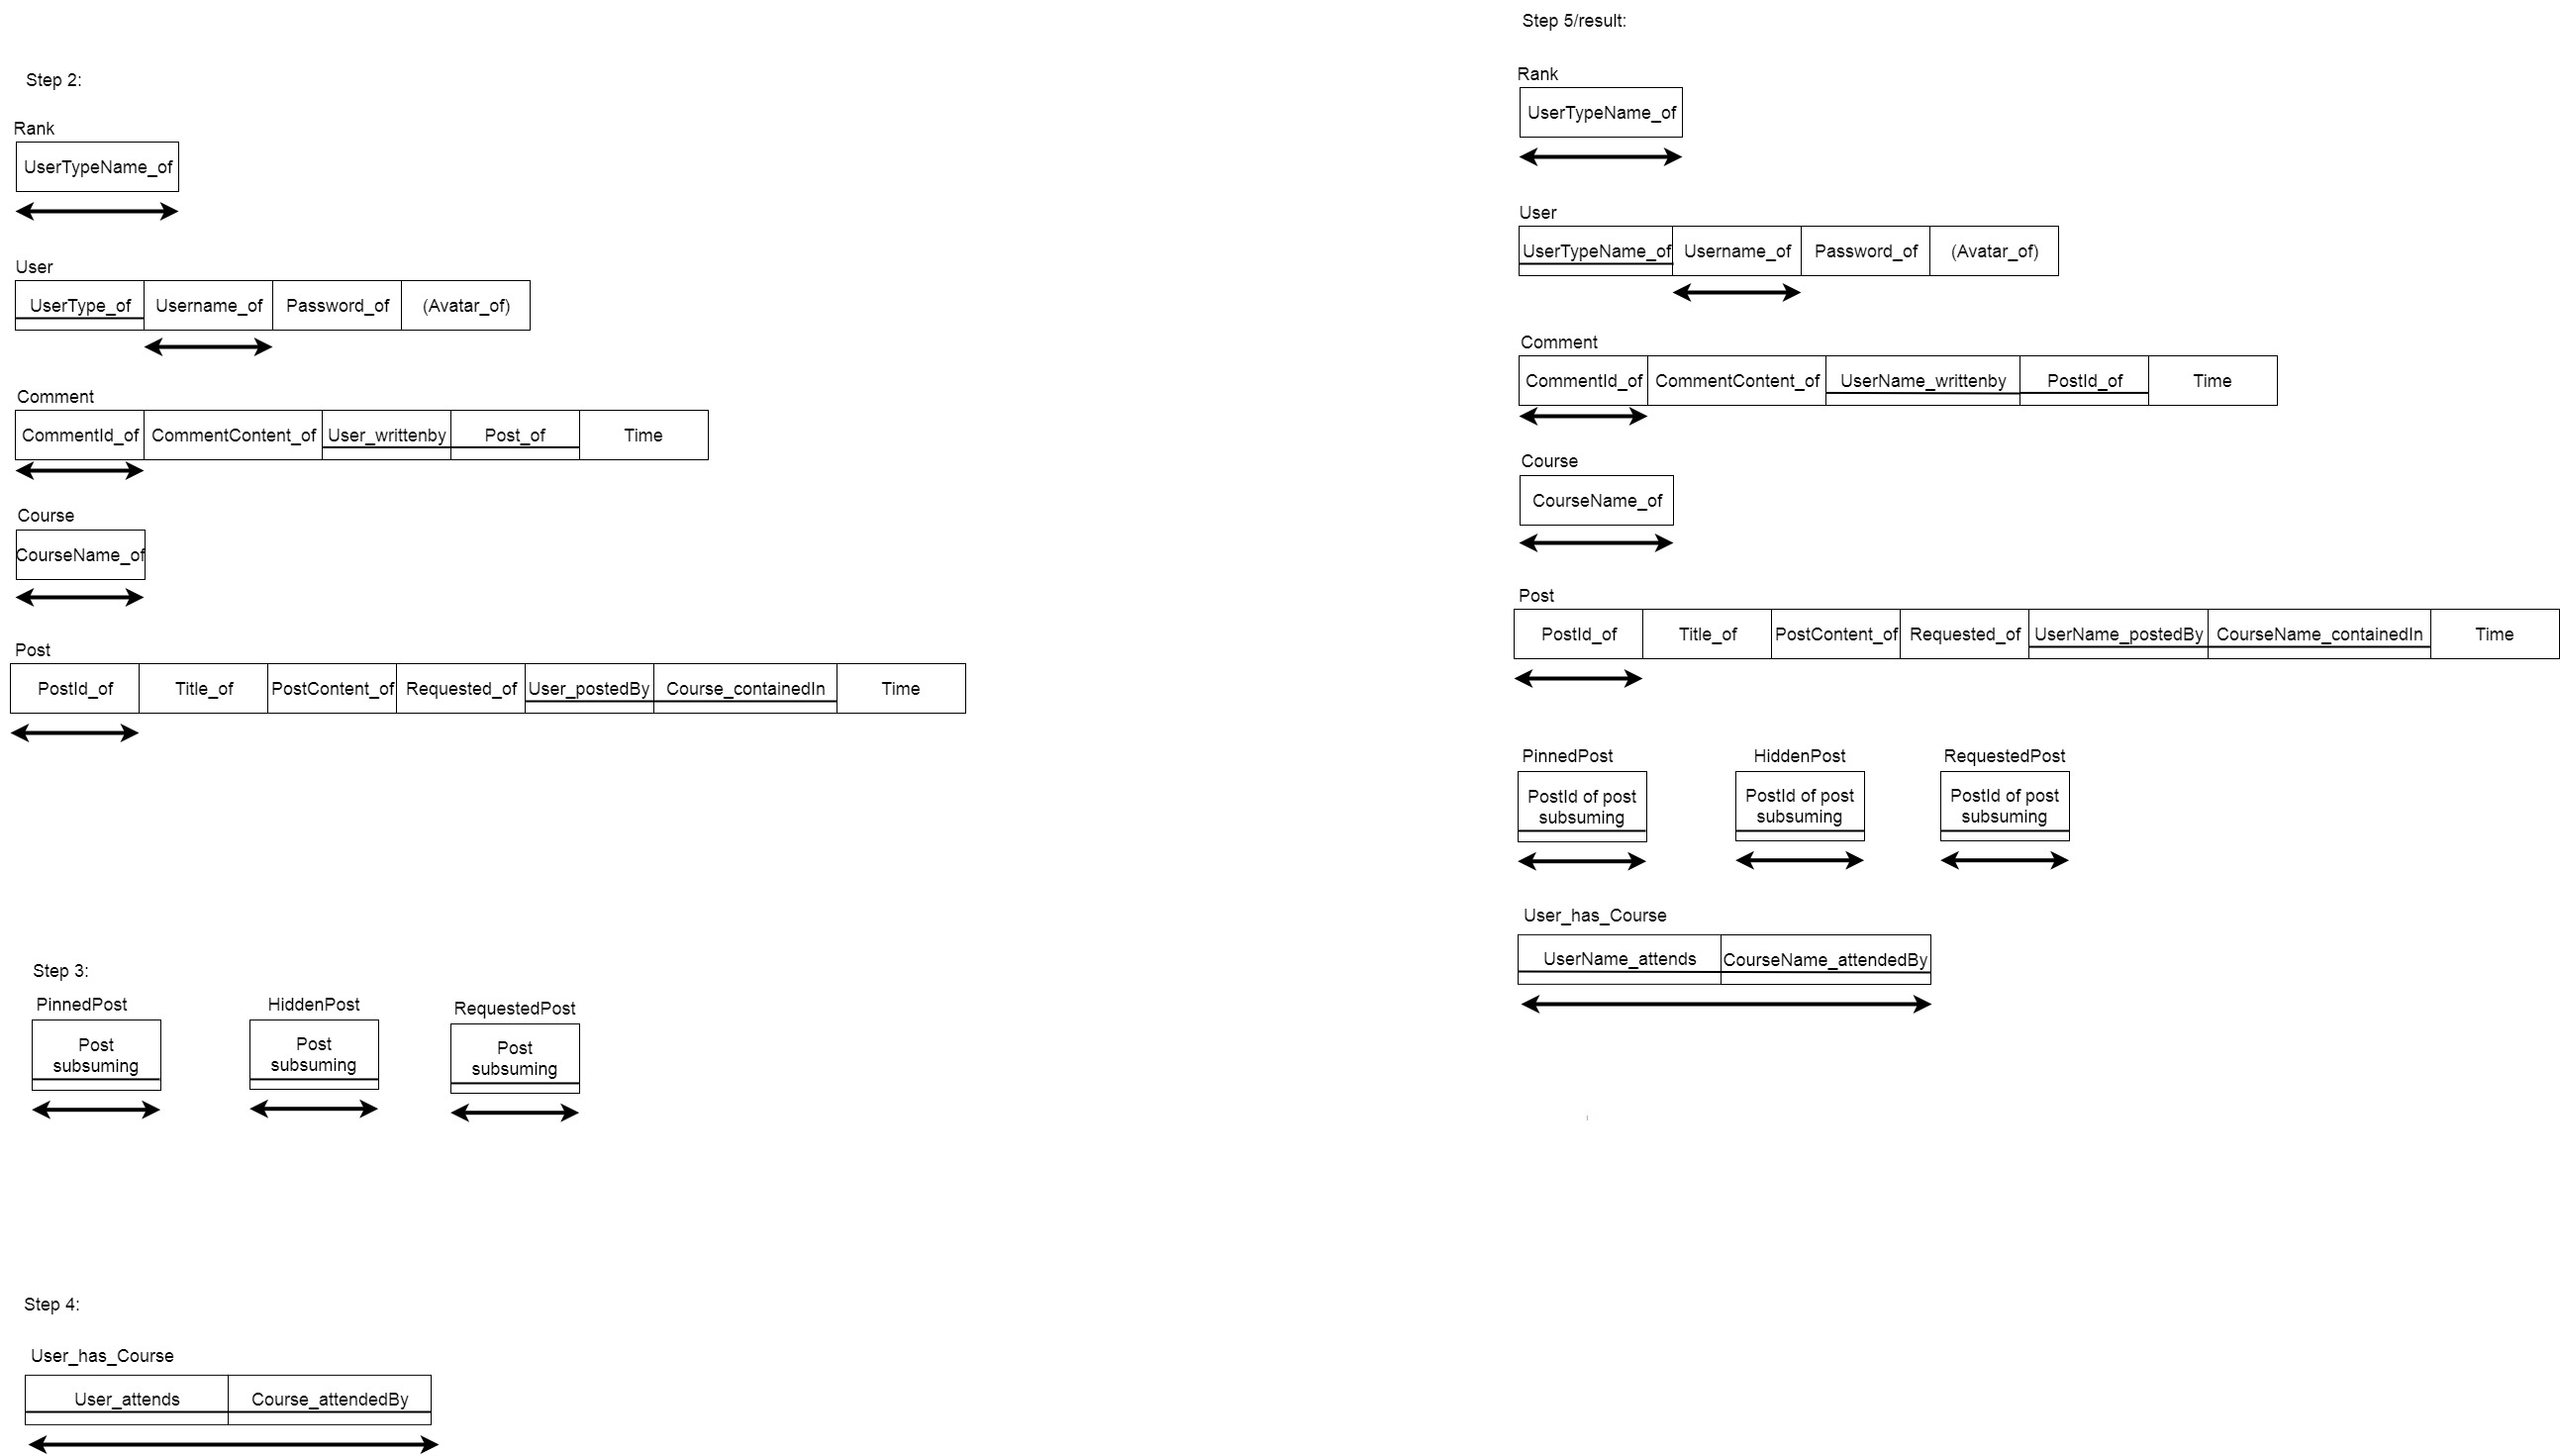 Step 2:
Rank
UserTypeName_of
User
UserType_of Username_of Password_of (Avatar_of)
Comment
CommentId_of CommentContent_of User_writtenby Post_of Time
Course
CourseName_of
Post
PostId_of Title_of PostContent_of Requested_of User_postedBy Course_containedIn Time
Step 3:
PinnedPost HiddenPost RequestedPost
Post Post Post
subsuming subsuming subsuming
Step 4:
User_has_Course
User_attends Course_attendedBy
Step 5/result:
Rank
UserTypeName_of
User
UserTypeName_of Username_of Password_of (Avatar_of)
Comment
CommentId_of CommentContent_of UserName_writtenby PostId_of Time
Course
CourseName_of
Post
PostId_of Title_of PostContent_of Requested_of UserName_postedBy CourseName_containedIn Time
PinnedPost HiddenPost RequestedPost
PostId of post PostId of post PostId of post
subsuming subsuming subsuming
User_has_Course
UserName_attends CourseName_attendedBy